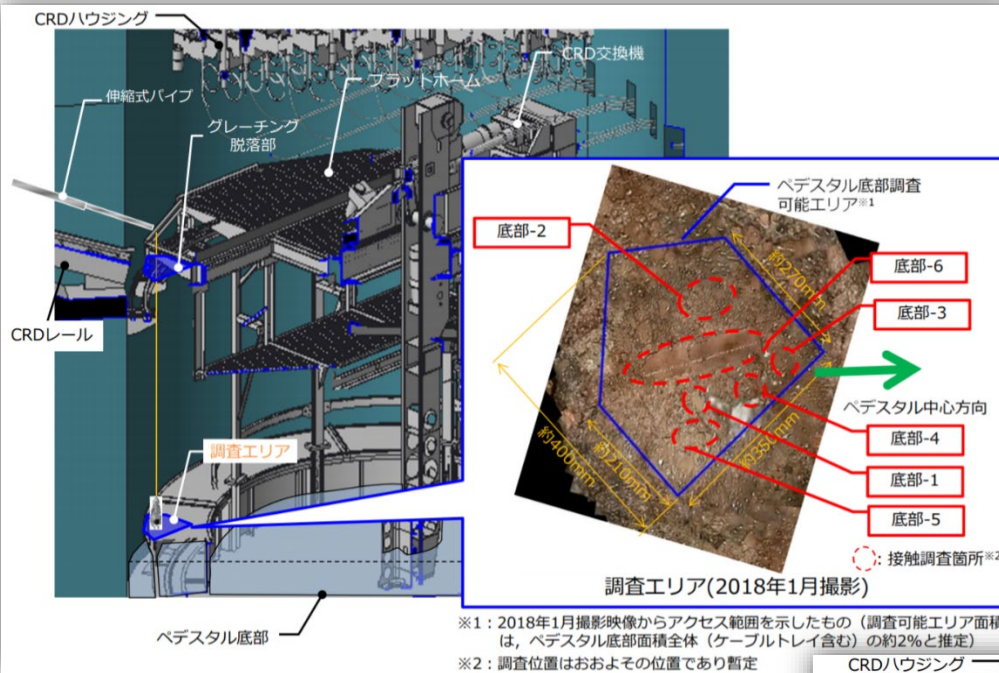 CRDハウジング
CRD交換機
プラットホーム
伸縮式パイプ
グレーチング
脱落部
CRDレール
調査エリア
ペデスタル底部
ペデスタル底部調査
可能エリア※1
底部-2
底部-6
底部-3
約270mm
ペデスタル中心方向
底部-4
約350mm
約210mm
約400mm
底部-1
底部-5
：接触調査箇所※2
調査エリア(2018年1月撮影)
※1：2018年1月撮影映像からアクセス範囲を示したもの（調査可能エリア面積
は，ペデスタル底部面積全体（ケーブルトレイ含む）の約2%と推定）
※2：調査位置はおおよその位置であり暫定
CRDハウジング